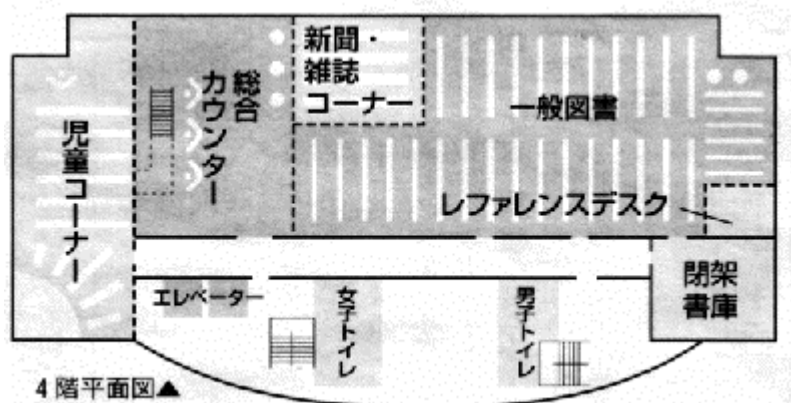 新聞・
雑誌
コーナー
総合
カウンター
一般図書
児童コーナー
レファレンスデスク
閉架
書庫
エレベーター
女子トイレ
男子トイレ
4階平面図▲